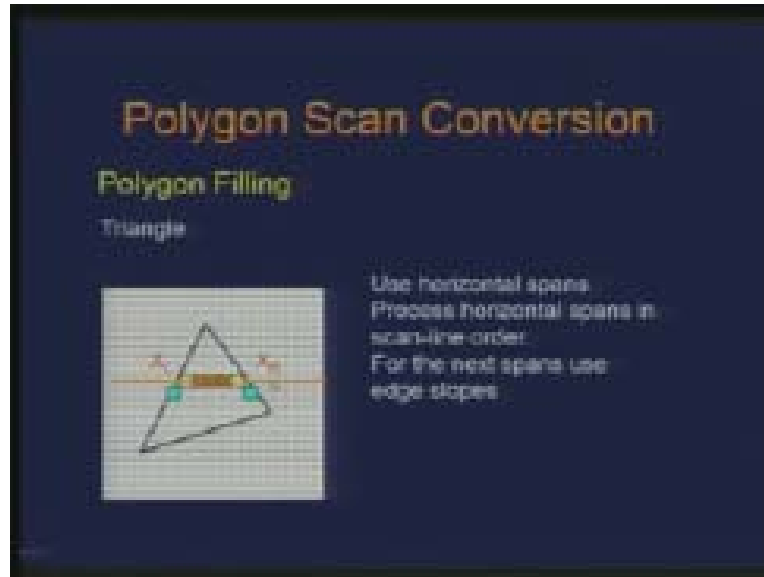 Polygon Scan Conversion
Polygon Filling
Triangle
Use horizontal spans
Process horizontal spans in
scan-line order.
For the next spans use
edge slopes